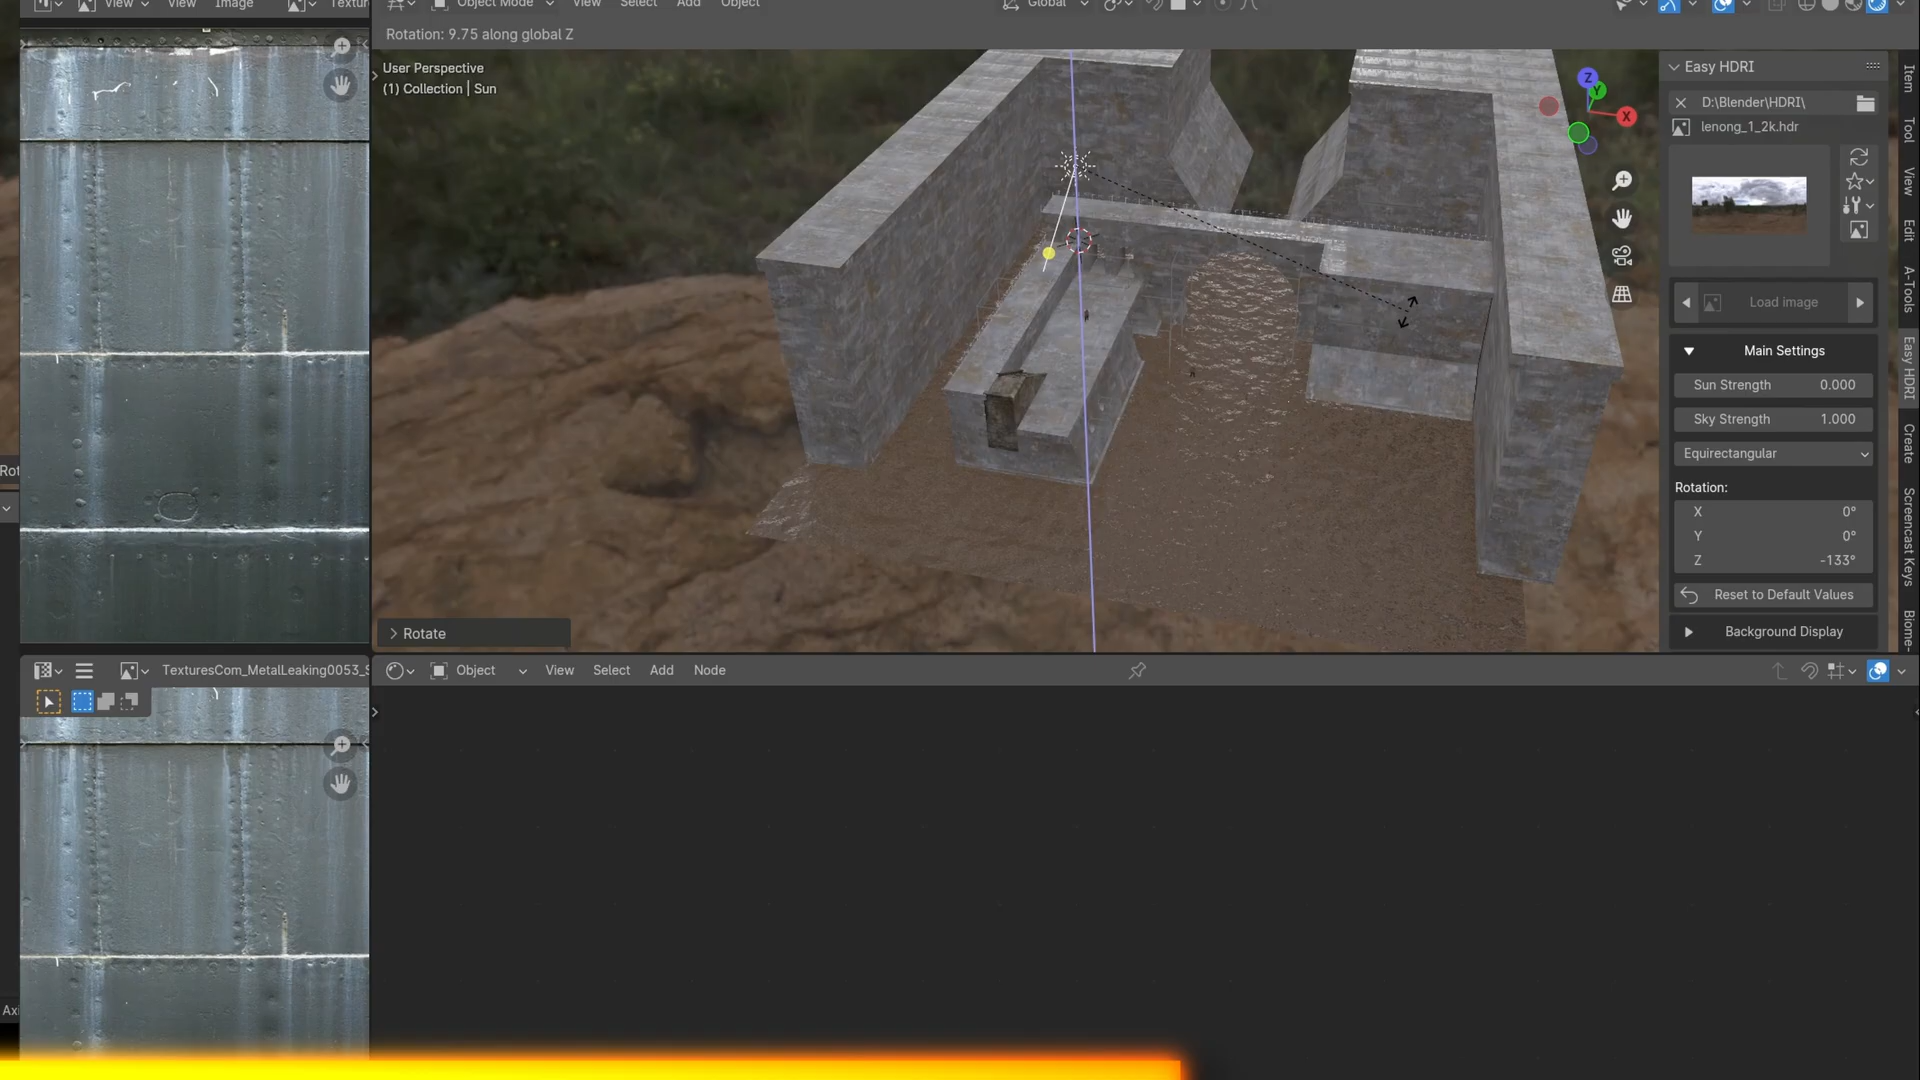 View
View
Image
Textur
Object Mode
View
Select
Add
Object
Global
Rotation: 9.75 along global Z
User Perspective
(1) Collection | Sun
Z
Y
X
Easy HDRI
D:\Blender\HDRI\
lenong_1_2k.hdr
Load image
Main Settings
Sun Strength 0.000
Sky Strength 1.000
Equirectangular
Rotation:
X 0°
Y 0°
Z -133°
Reset to Default Values
Background Display
Item
Tool
View
Edit
A-Tools
Easy HDRI
Create
Screencast Keys
Biome-
Rot
Rotate
TexturesCom_MetalLeaking0053_S
Object
View
Select
Add
Node
Axi